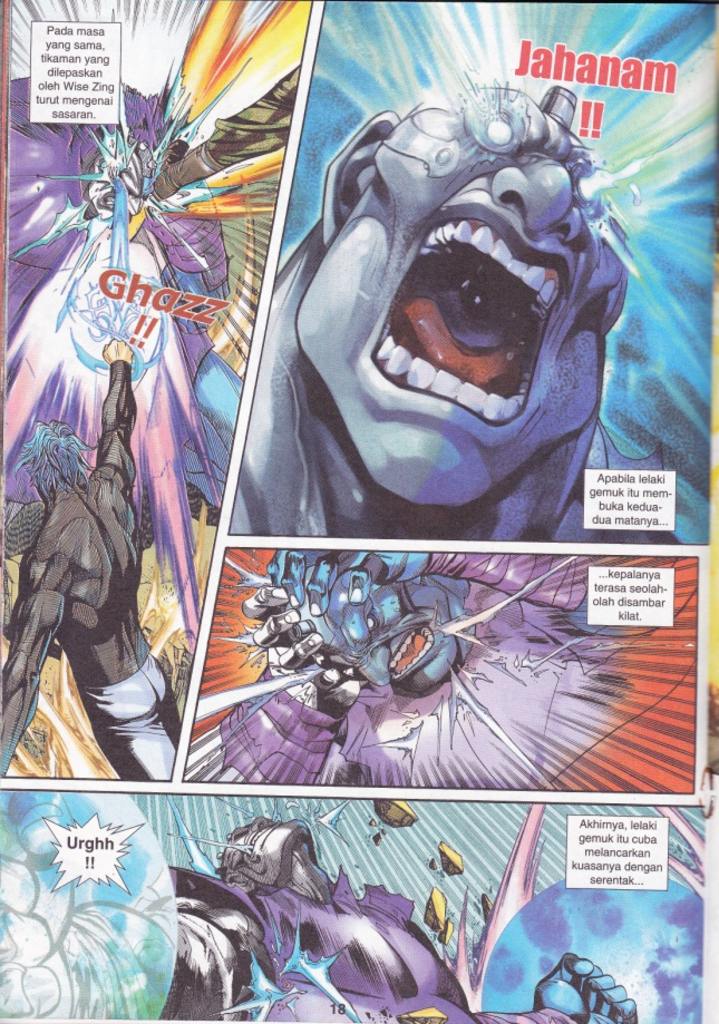 Pada masa
yang sama,
tikaman yang
dilepaskan
oleh Wise Zing
turut mengenai
sasaran.
Ghazz
!!
Jahanam
!!
Apabila lelaki
gemuk itu mem-
buka kedua-
dua matanya...
...kepalanya
terasa seolah-
olah disambar
kilat.
Urghh
!!
Akhirnya, lelaki
gemuk itu cuba
melancarkan
kuasanya dengan
serentak...
18